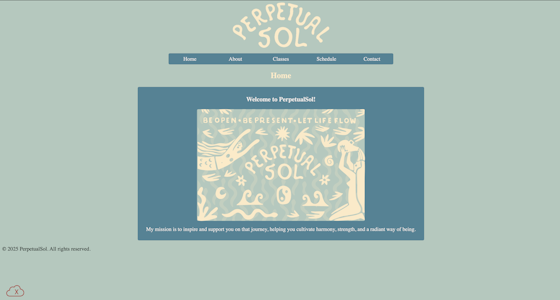 PERPETUAL
SOL
Home About Classes Schedule Contact
Home
Welcome to PerpetualSol!
BE OPEN • BE PRESENT • LET LIFE FLOW
PERPETUAL
SOL
My mission is to inspire and support you on that journey, helping you cultivate harmony, strength, and a radiant way of being.
© 2025 PerpetualSol. All rights reserved.
X